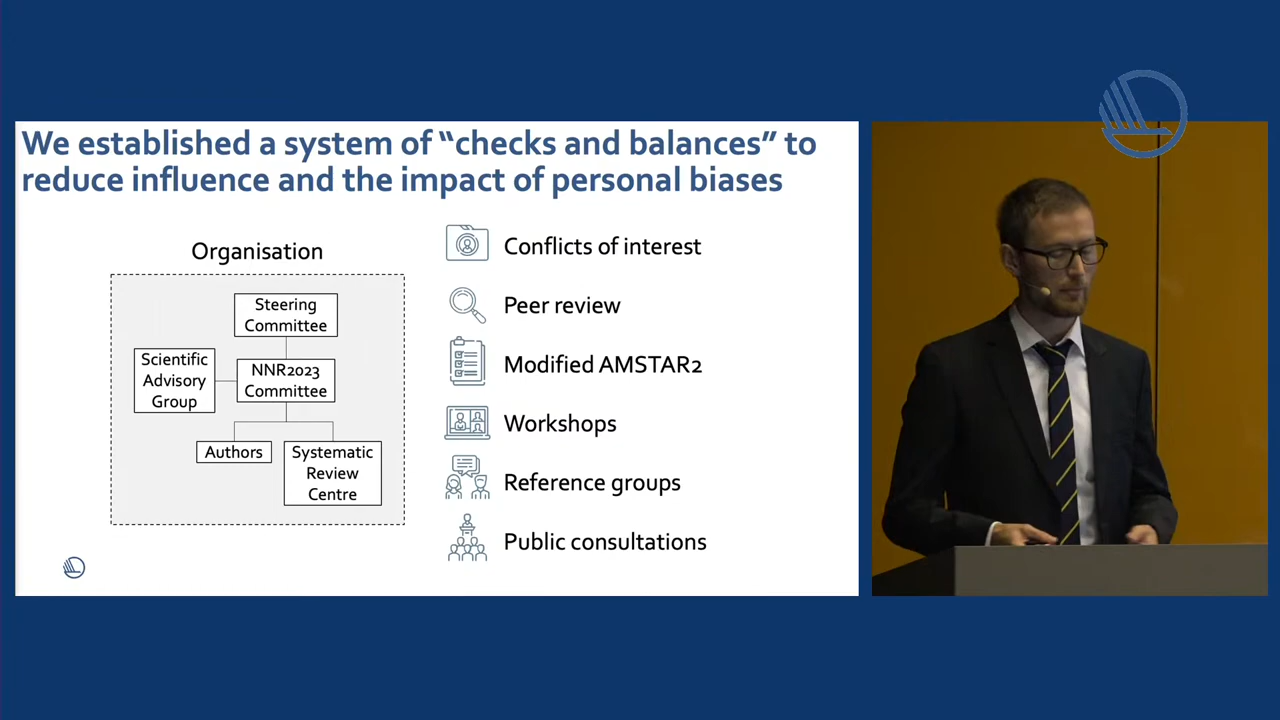 We established a system of “checks and balances” to
reduce influence and the impact of personal biases
Organisation
Steering
Committee
Scientific
Advisory
Group
NNR2023
Committee
Authors
Systematic
Review
Centre
Conflicts of interest
Peer review
Modified AMSTAR2
Workshops
Reference groups
Public consultations